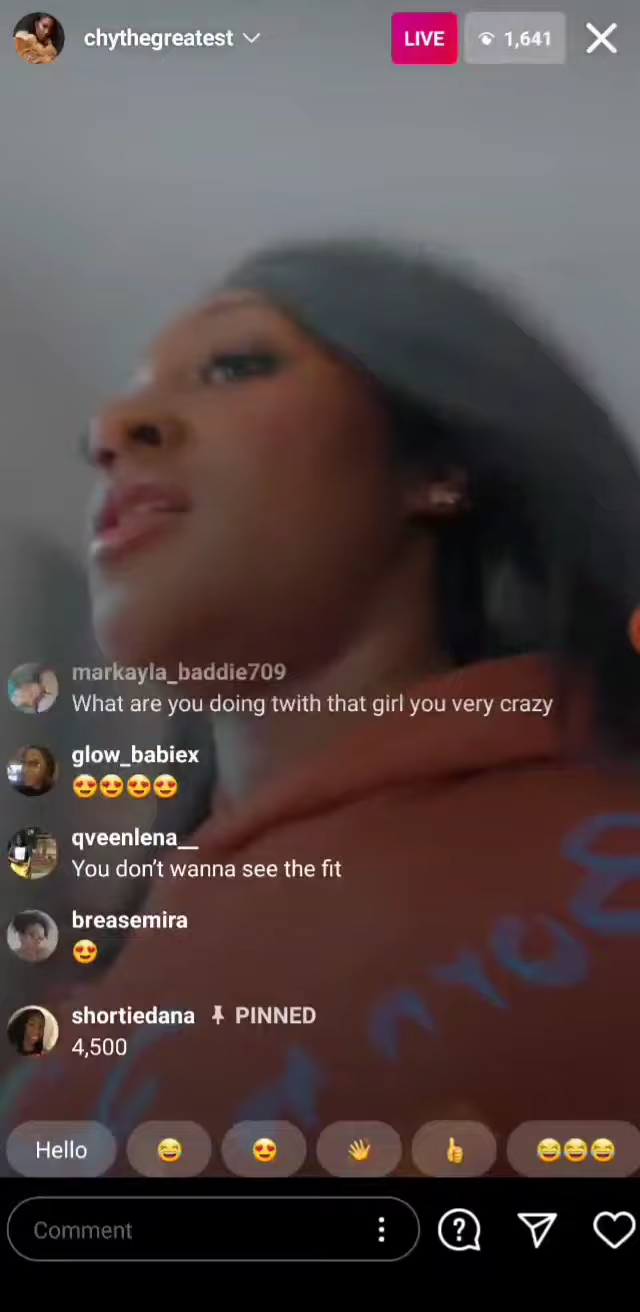 chythegreatest
LIVE
1,641
markayla_baddie709
What are you doing twith that girl you very crazy
glow_babiex
😍😍😍😍
qveenlena__
You don't wanna see the fit
breasemira
😍
shortiedana 📌 PINNED
4,500
Hello 😂 😍 👋 👍 😂😂😂
Comment